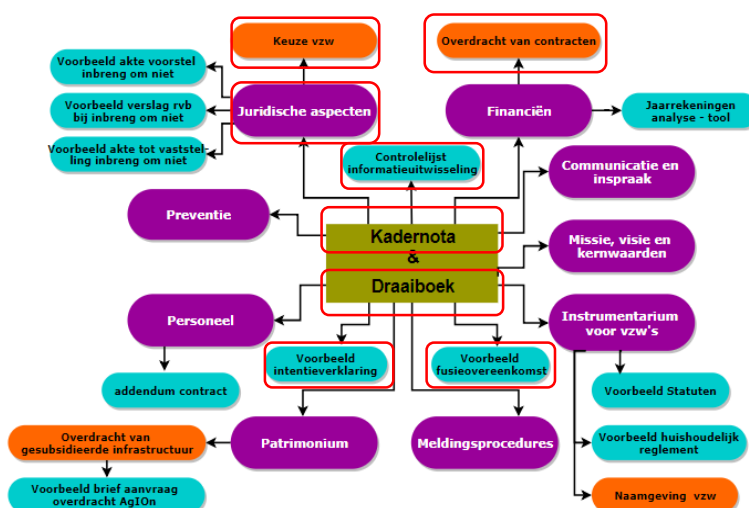 Keuze vzw
Overdracht van contracten
Voorbeeld akte voorstel
inbreng om niet
Voorbeeld verslag rvb
bij inbreng om niet
Voorbeeld akte tot vaststel-
lling inbreng om niet
Juridische aspecten
Financiën
Jaarrekeningen
analyse - tool
Controlelijst
informatieuitwisseling
Communicatie en
inspraak
Preventie
Kadernota
&
Draaiboek
Missie, visie en
kernwaarden
Personeel
Instrumentarium
voor vzw's
Voorbeeld
intentieverklaring
Voorbeeld
fusieovereenkomst
addendum contract
Voorbeeld Statuten
Overdracht van
gesubsidieerde infrastructuur
Patrimonium
Meldingsprocedures
Voorbeeld huishoudelijk
reglement
Voorbeeld brief aanvraag
overdracht AgIOn
Naamgeving vzw